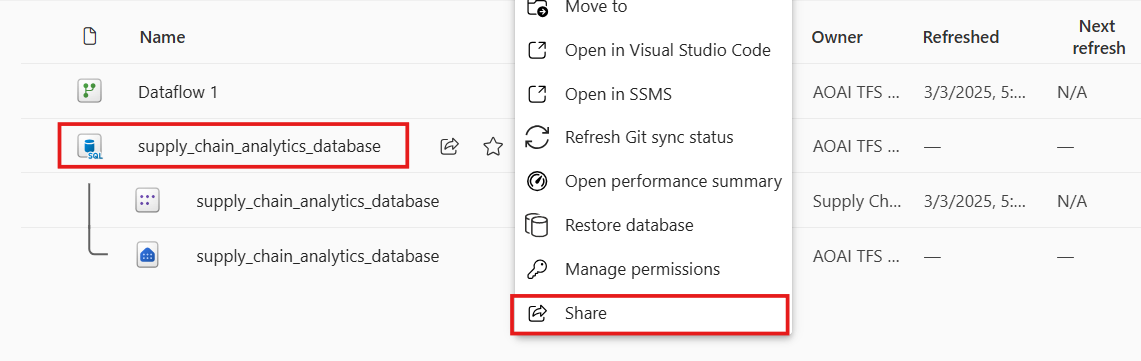 Move to
Name
Owner
Refreshed
Next
refresh
Open in Visual Studio Code
Dataflow 1
Open in SSMS
AOAI TFS ...
3/3/2025, 5:...
N/A
SQL
supply_chain_analytics_database
Refresh Git sync status
AOAI TFS ...
—
—
Open performance summary
supply_chain_analytics_database
Supply Ch...
3/3/2025, 5:...
N/A
Restore database
supply_chain_analytics_database
AOAI TFS ...
—
—
Manage permissions
Share